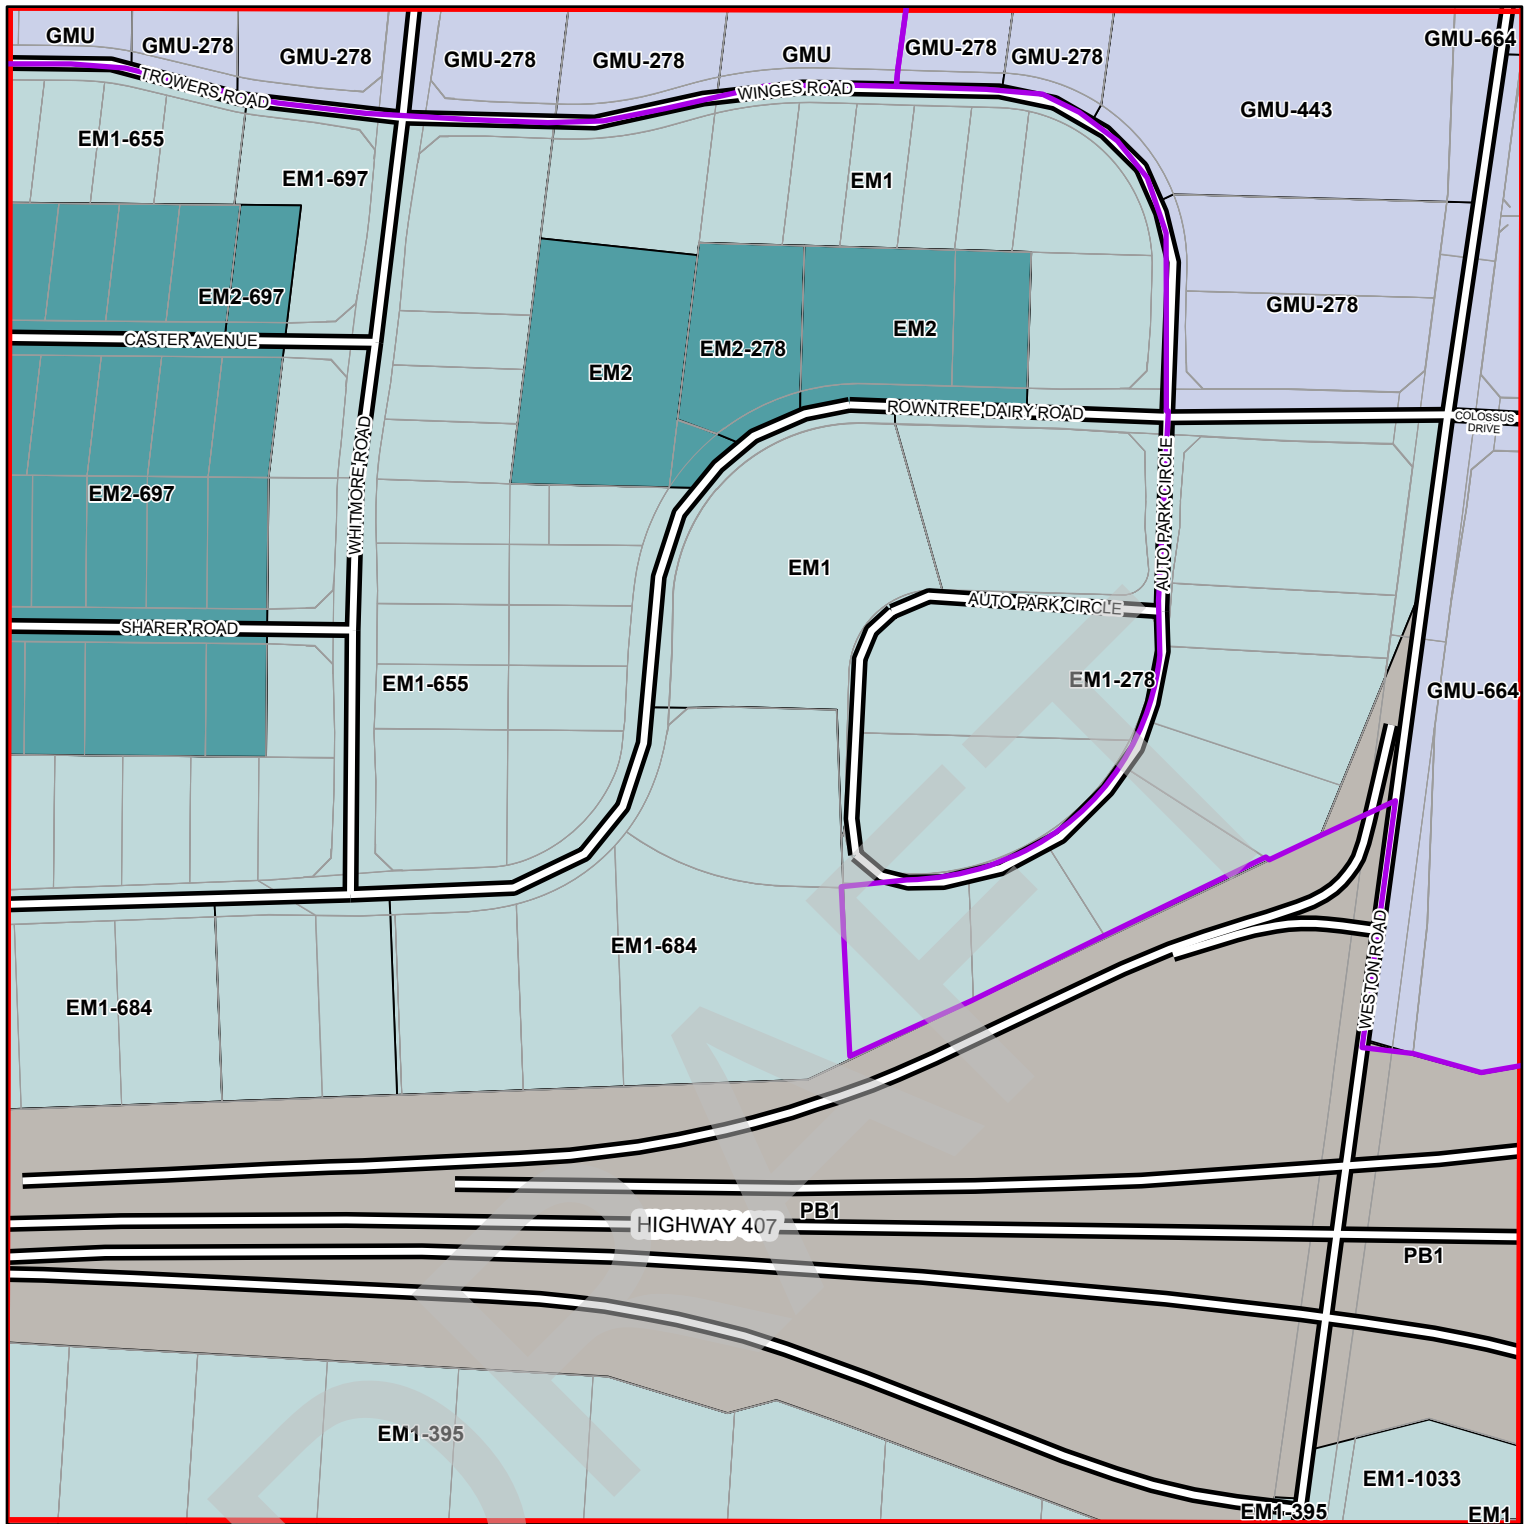 GMU
GMU-278
GMU-278
GMU-278
GMU-278
GMU
GMU-278
GMU-278
GMU-664
TROWERS ROAD
WINGES ROAD
GMU-443
EM1-655
EM1-697
EM1
EM2-697
GMU-278
CASTER AVENUE
EM2
EM2-278
EM2
ROWNTREE DAIRY ROAD
COLOSSUS
DRIVE
WHITMORE ROAD
EM2-697
AUTO PARK CIRCLE
EM1
AUTO PARK CIRCLE
SHARER ROAD
EM1-655
EM1-278
GMU-664
EM1-684
WESTON ROAD
EM1-684
PB1
HIGHWAY 407
PB1
EM1-395
EM1-1033
EM1-395
EM1
DRAFT